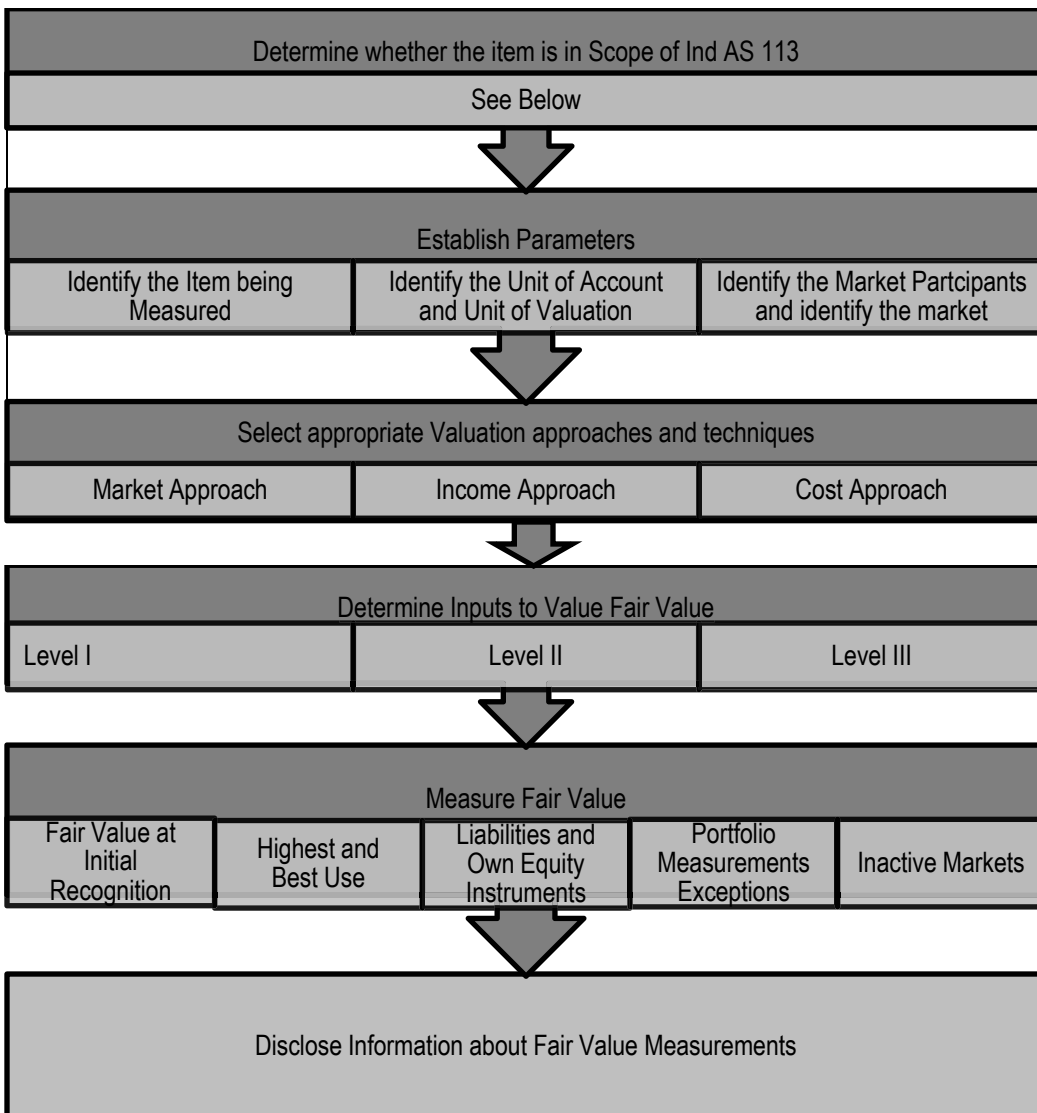 Determine whether the item is in Scope of Ind AS 113
See Below
Establish Parameters
Identify the Item being
Measured
Identify the Unit of Account
and Unit of Valuation
Identify the Market Partcipants
and identify the market
Select appropriate Valuation approaches and techniques
Market Approach
Income Approach
Cost Approach
Determine Inputs to Value Fair Value
Level I
Level II
Level III
Measure Fair Value
Fair Value at
Initial
Recognition
Highest and
Best Use
Liabilities and
Own Equity
Instruments
Portfolio
Measurements
Exceptions
Inactive Markets
Disclose Information about Fair Value Measurements